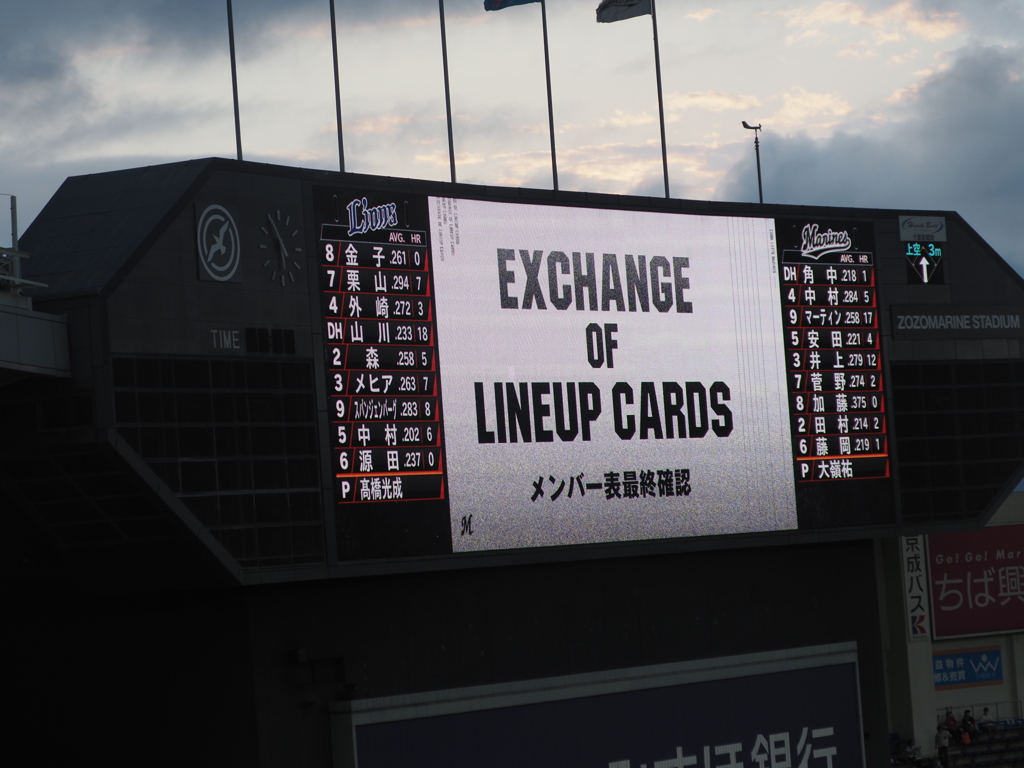 Lions
AVG. HR
8 金子 .261 0
7 栗山 .294 7
4 外崎 .272 3
DH 山川 .233 18
2 森 .258 5
3 メヒア .263 7
9 スパンジェンバーグ .283 8
5 中村 .202 6
6 源田 .237 0
P 髙橋光成
EXCHANGE
OF
LINEUP CARDS
メンバー表最終確認
M
Marines
AVG. HR
DH 角中 .218 1
4 中村 .284 5
9 マーティン .258 17
5 安田 .221 4
3 井上 .279 12
7 菅野 .274 2
8 加藤 .375 0
2 田村 .214 2
6 藤岡 .219 1
P 大嶺祐
TIME
上空 3m
ZOZOMARINE STADIUM
京成バス
Go! Go! Mar
ちば興
銀行